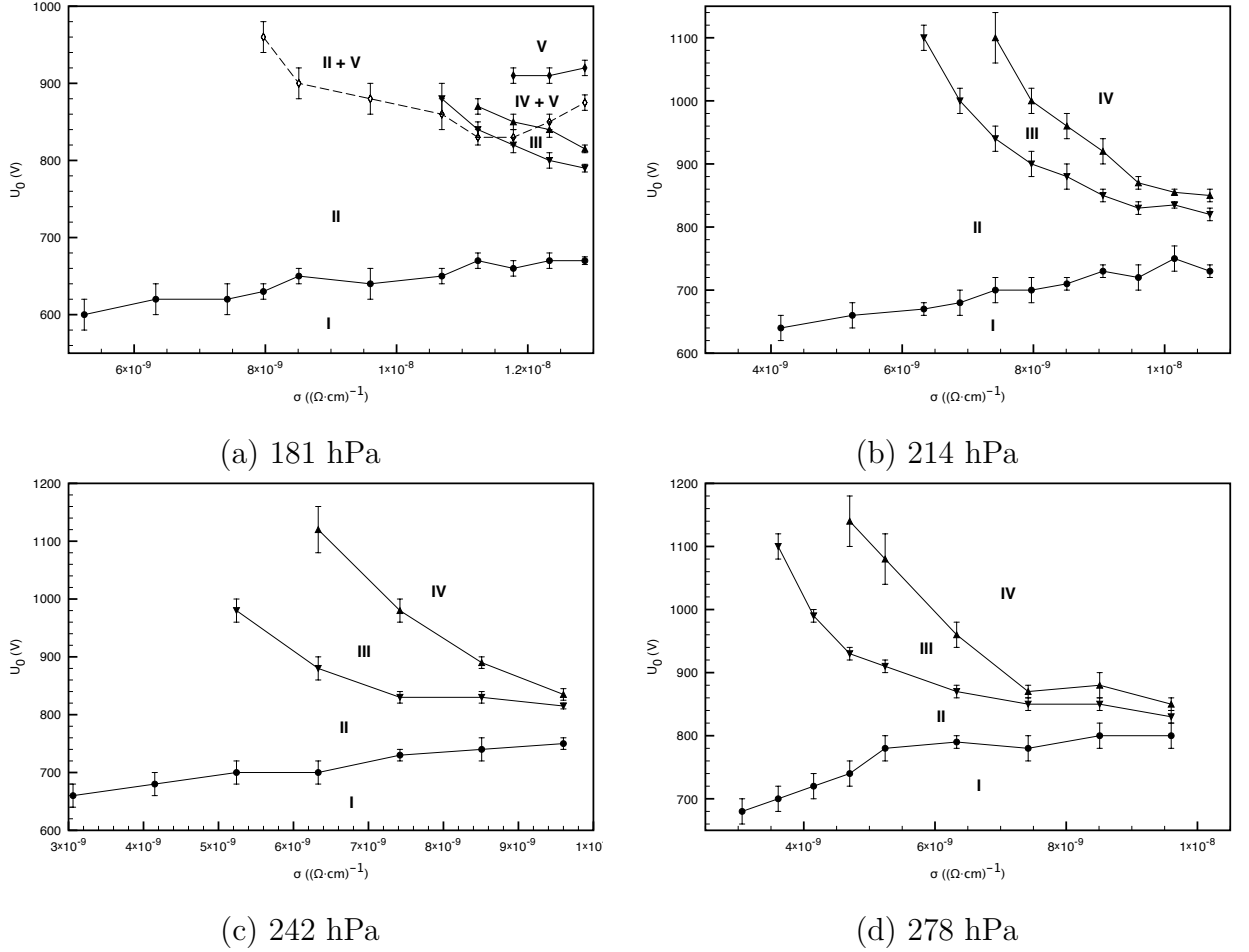 1000
900
800
700
600
U0 (V)
V
II + V
IV + V
III
II
I
6×10-9
8×10-9
1×10-8
1.2×10-8
σ ((Ω·cm)−1
(a) 181 hPa
1100
1000
900
800
700
600
U0 (V)
IV
III
II
I
4×10-9
6×10-9
8×10-9
1×10-8
σ ((Ω·cm)−1
(b) 214 hPa
1200
1100
1000
900
800
700
600
U0 (V)
IV
III
II
I
3×10-9
4×10-9
5×10-9
6×10-9
7×10-9
8×10-9
9×10-9
1×10
σ ((Ω·cm)−1
(c) 242 hPa
1200
1100
1000
900
800
700
U0 (V)
IV
III
II
I
4×10-9
6×10-9
8×10-9
1×10-8
σ ((Ω·cm)−1
(d) 278 hPa